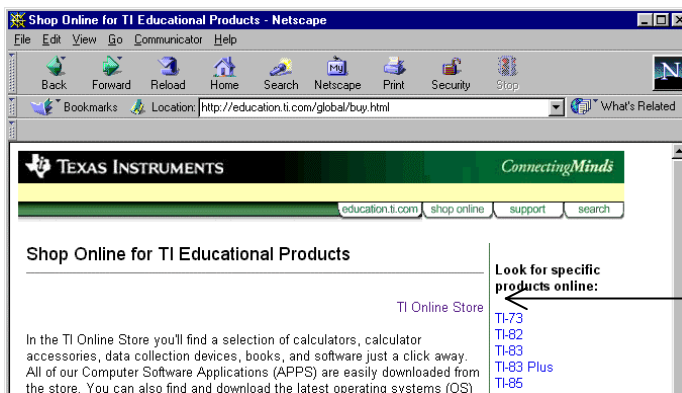 Shop Online for TI Educational Products - Netscape
File Edit View Go Communicator Help
Back Forward Reload Home Search Netscape Print Security Stop
Bookmarks Location: http://education.ti.com/global/buy.html What's Related
TEXAS INSTRUMENTS ConnectingMinds
education.ti.com shop online support search
Shop Online for TI Educational Products
TI Online Store
In the TI Online Store you'll find a selection of calculators, calculator
accessories, data collection devices, books, and software just a click away.
All of our Computer Software Applications (APPS) are easily downloaded from
the store. You can also find and download the latest operating systems (OS)
Look for specific
products online:
TI-73
TI-82
TI-83
TI-83 Plus
TI-85